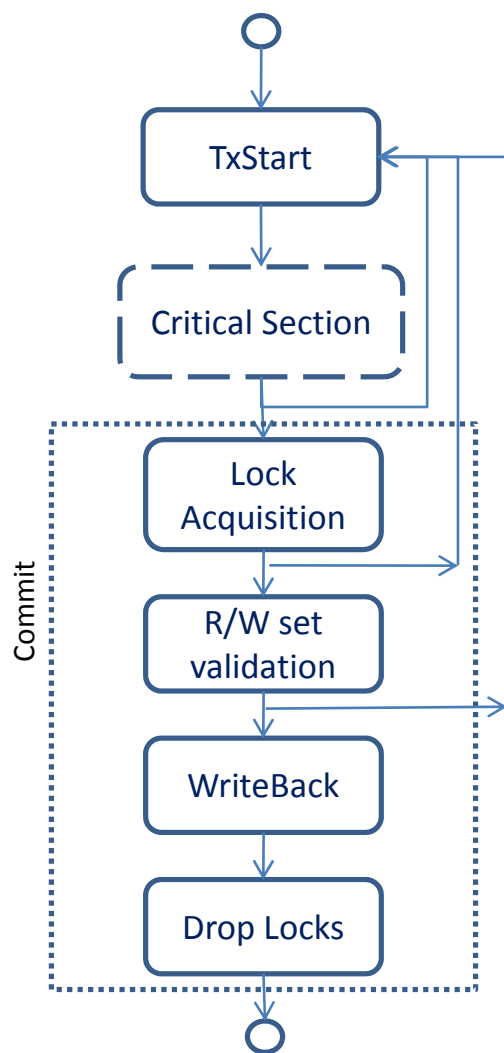 TxStart
Critical Section
Lock
Acquisition
Commit
R/W set
validation
WriteBack
Drop Locks